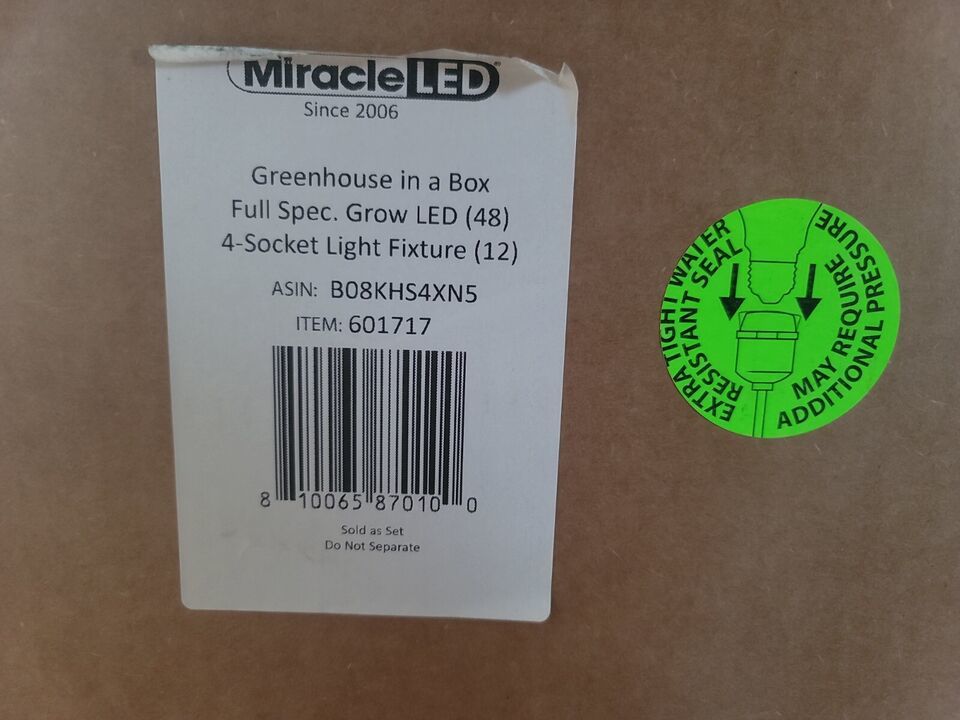 MiracleLED®
Since 2006
Greenhouse in a Box
Full Spec. Grow LED (48)
4-Socket Light Fixture (12)
ASIN: B08KHS4XN5
ITEM: 601717
8 10065 87010 0
Sold as Set
Do Not Separate
EXTRA TIGHT WATER
RESISTANT SEAL
MAY REQUIRE
ADDITIONAL PRESSURE